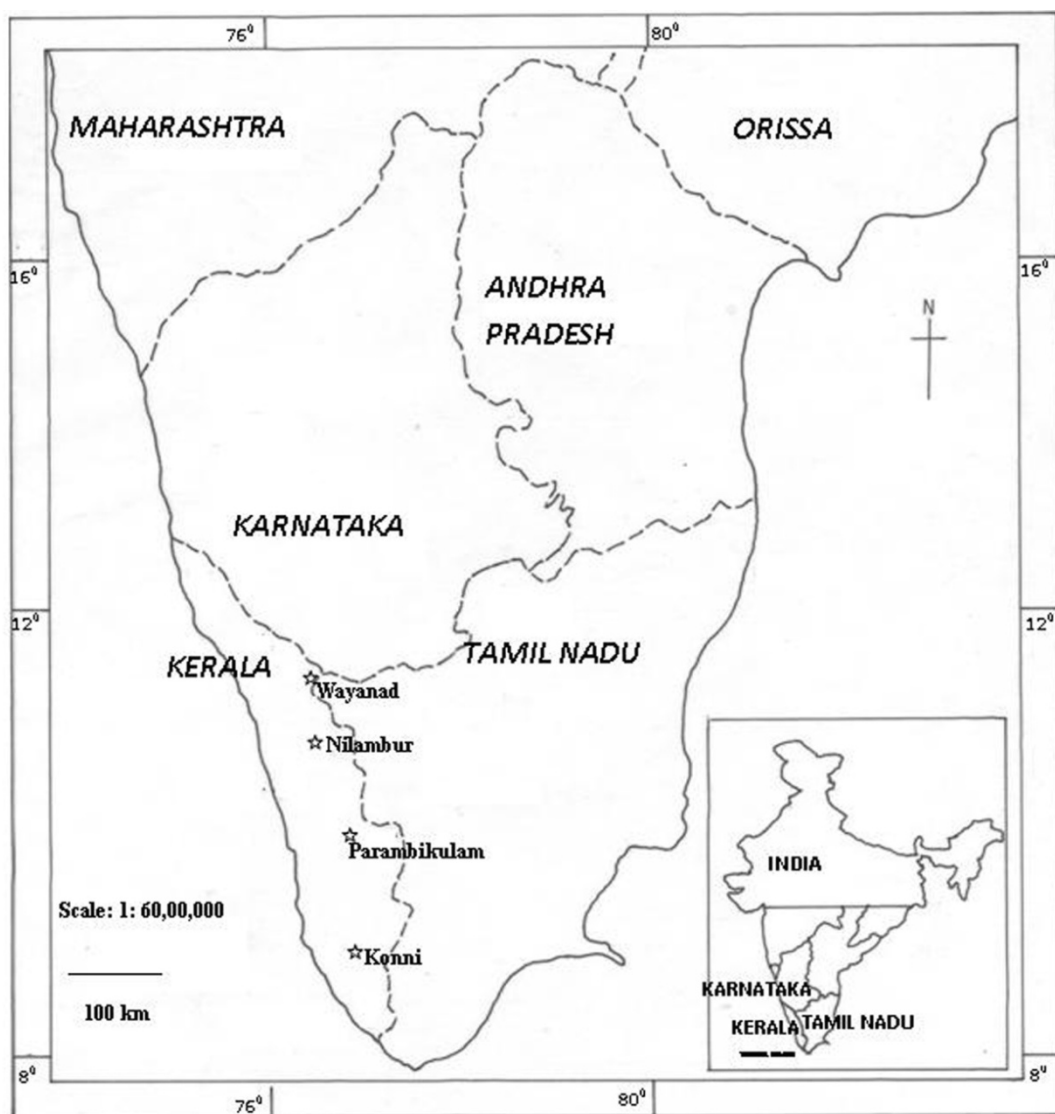 76⁰ 80⁰
MAHARASHTRA
ORISSA
16⁰ 16⁰
ANDHRA
PRADESH
N
KARNATAKA
12⁰ 12⁰
KERALA
TAMIL NADU
Wayanad
Nilambur
Parambikulam
Scale: 1: 60,00,000
100 km
Konni
INDIA
KARNATAKA
KERALA
TAMIL NADU
8⁰ 8⁰
76⁰ 80⁰